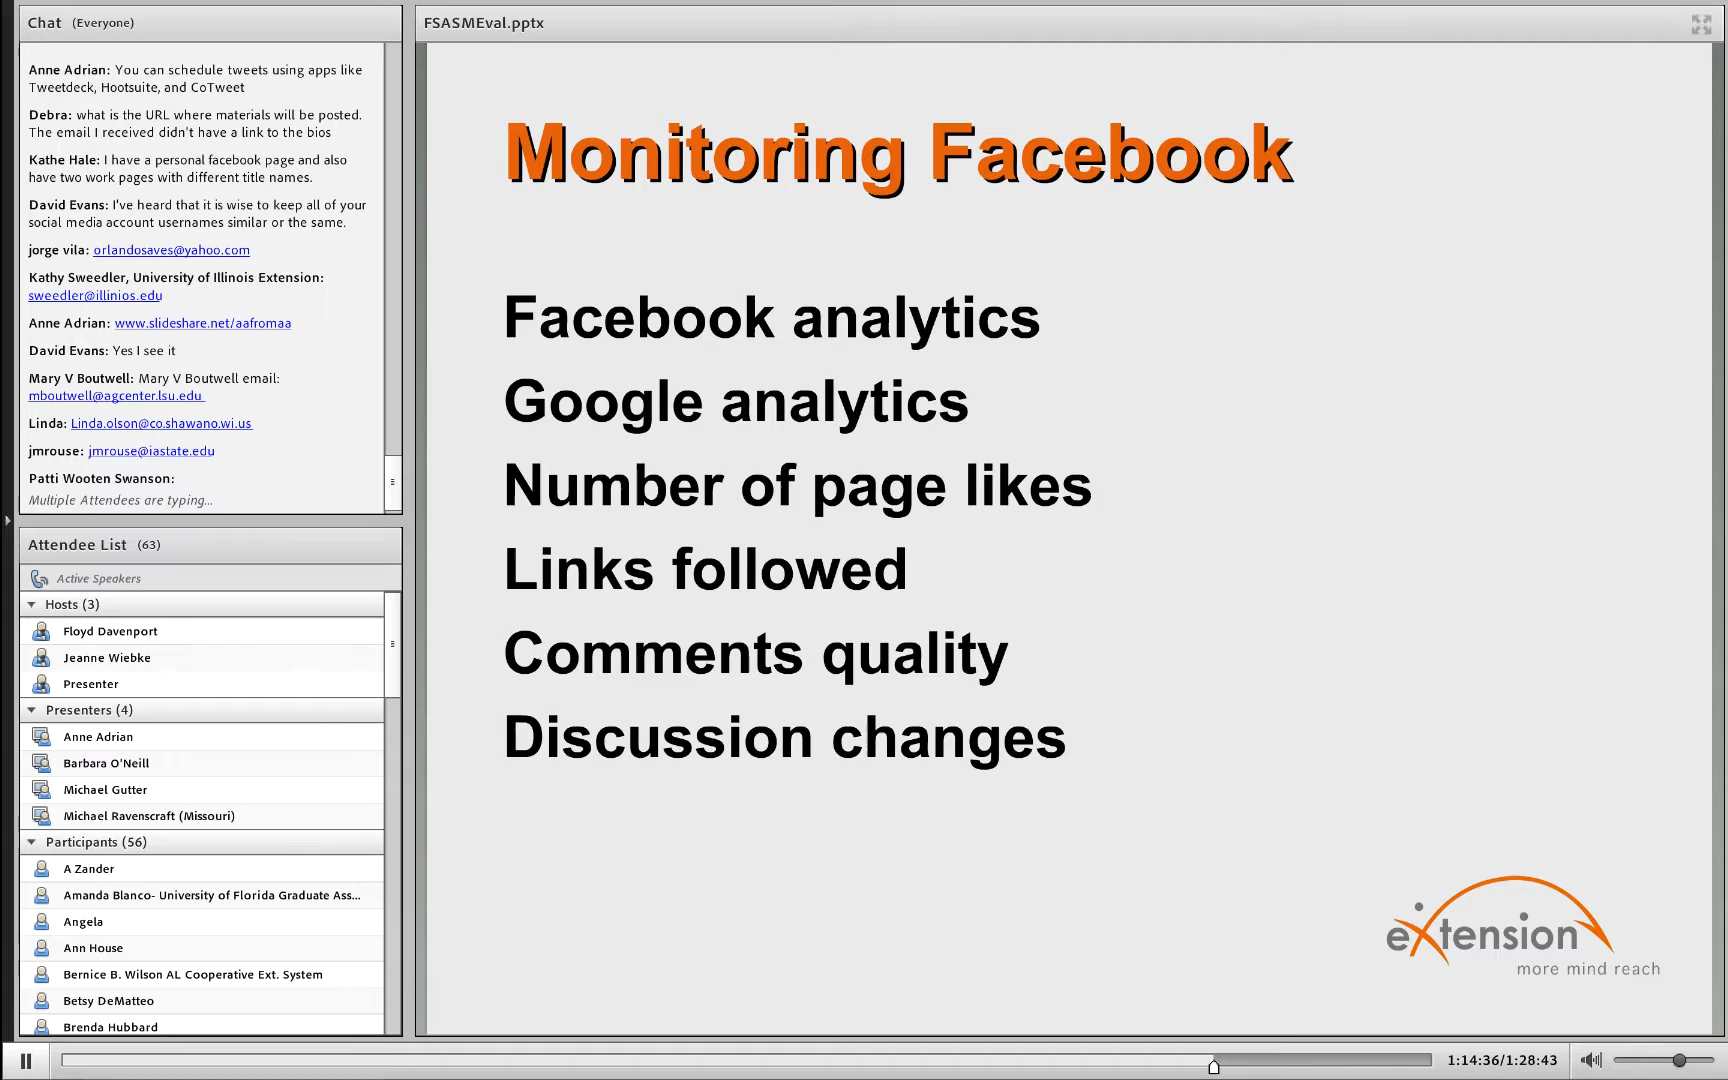 Chat (Everyone)
Anne Adrian: You can schedule tweets using apps like
Tweetdeck, Hootsuite, and CoTweet
Debra: what is the URL where materials will be posted.
The email I received didn't have a link to the bios
Kathe Hale: I have a personal facebook page and also
have two work pages with different title names.
David Evans: I've heard that it is wise to keep all of your
social media account usernames similar or the same.
jorge vila: orlandosaves@yahoo.com
Kathy Sweedler, University of Illinois Extension:
sweedler@illinios.edu
Anne Adrian: www.slideshare.net/aafromaa
David Evans: Yes I see it
Mary V Boutwell: Mary V Boutwell email:
mboutwell@agcenter.lsu.edu
Linda: Linda.olson@co.shawano.wi.us
jmrouse: jmrouse@iastate.edu
Patti Wooten Swanson:
Multiple Attendees are typing...
Attendee List (63)
Active Speakers
Hosts (3)
Floyd Davenport
Jeanne Wiebke
Presenter
Presenters (4)
Anne Adrian
Barbara O'Neill
Michael Gutter
Michael Ravenscraft (Missouri)
Participants (56)
A Zander
Amanda Blanco- University of Florida Graduate Ass...
Angela
Ann House
Bernice B. Wilson AL Cooperative Ext. System
Betsy DeMatteo
Brenda Hubbard
FSASMEval.pptx
Monitoring Facebook
Facebook analytics
Google analytics
Number of page likes
Links followed
Comments quality
Discussion changes
eXtension
more mind reach
1:14:36/1:28:43